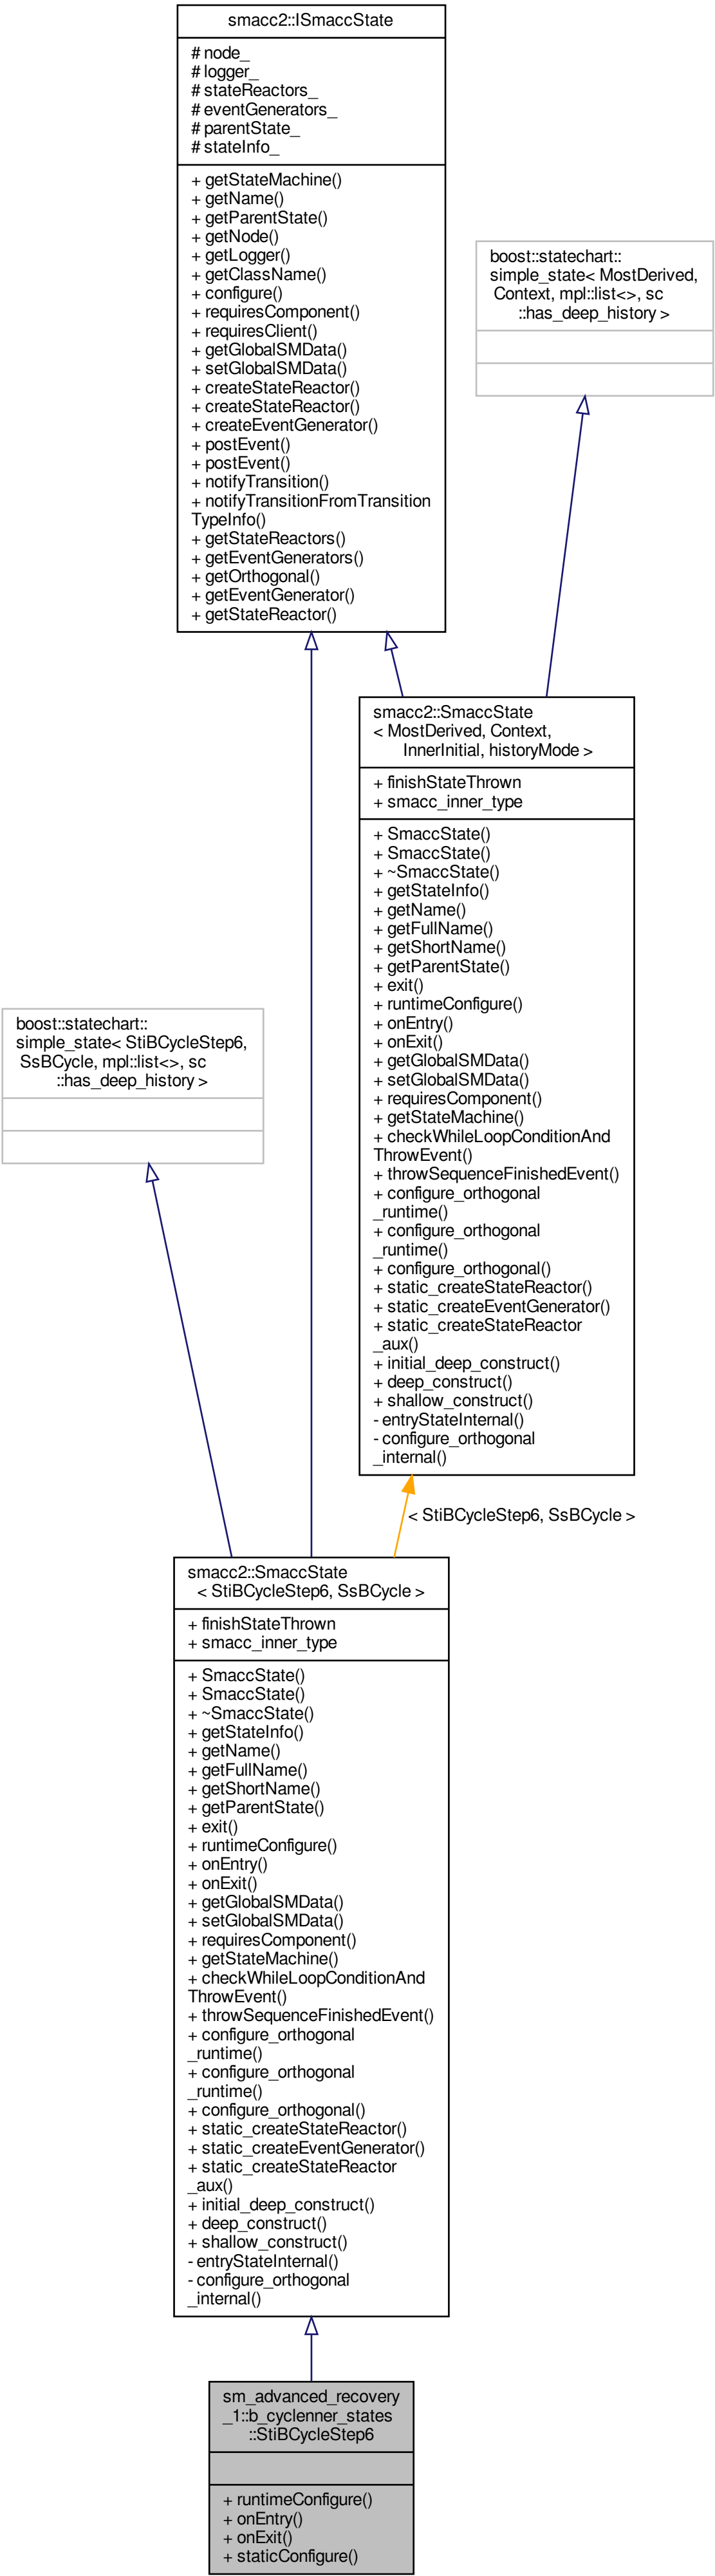 smacc2::ISmaccState
# node_
# logger_
# stateReactors_
# eventGenerators_
# parentState_
# stateInfo_
+ getStateMachine()
+ getName()
+ getParentState()
+ getNode()
+ getLogger()
+ getClassName()
+ configure()
+ requiresComponent()
+ requiresClient()
+ getGlobalSMData()
+ setGlobalSMData()
+ createStateReactor()
+ createStateReactor()
+ createEventGenerator()
+ postEvent()
+ postEvent()
+ notifyTransition()
+ notifyTransitionFromTransition
TypeInfo()
+ getStateReactors()
+ getEventGenerators()
+ getOrthogonal()
+ getEventGenerator()
+ getStateReactor()
boost::statechart::
simple_state< MostDerived,
Context, mpl::list<>, sc
::has_deep_history >
smacc2::SmaccState
< MostDerived, Context,
InnerInitial, historyMode >
+ finishStateThrown
+ smacc_inner_type
+ SmaccState()
+ SmaccState()
+ ~SmaccState()
+ getStateInfo()
+ getName()
+ getFullName()
+ getShortName()
+ getParentState()
+ exit()
+ runtimeConfigure()
+ onEntry()
+ onExit()
+ getGlobalSMData()
+ setGlobalSMData()
+ requiresComponent()
+ getStateMachine()
+ checkWhileLoopConditionAnd
ThrowEvent()
+ throwSequenceFinishedEvent()
+ configure_orthogonal
_runtime()
+ configure_orthogonal
_runtime()
+ configure_orthogonal()
+ static_createStateReactor()
+ static_createEventGenerator()
+ static_createStateReactor
_aux()
+ initial_deep_construct()
+ deep_construct()
+ shallow_construct()
- entryStateInternal()
- configure_orthogonal
_internal()
boost::statechart::
simple_state< StiBCycleStep6,
SsBCycle, mpl::list<>, sc
::has_deep_history >
< StiBCycleStep6, SsBCycle >
smacc2::SmaccState
< StiBCycleStep6, SsBCycle >
+ finishStateThrown
+ smacc_inner_type
+ SmaccState()
+ SmaccState()
+ ~SmaccState()
+ getStateInfo()
+ getName()
+ getFullName()
+ getShortName()
+ getParentState()
+ exit()
+ runtimeConfigure()
+ onEntry()
+ onExit()
+ getGlobalSMData()
+ setGlobalSMData()
+ requiresComponent()
+ getStateMachine()
+ checkWhileLoopConditionAnd
ThrowEvent()
+ throwSequenceFinishedEvent()
+ configure_orthogonal
_runtime()
+ configure_orthogonal
_runtime()
+ configure_orthogonal()
+ static_createStateReactor()
+ static_createEventGenerator()
+ static_createStateReactor
_aux()
+ initial_deep_construct()
+ deep_construct()
+ shallow_construct()
- entryStateInternal()
- configure_orthogonal
_internal()
sm_advanced_recovery
_1::b_cyclenner_states
::StiBCycleStep6
+ runtimeConfigure()
+ onEntry()
+ onExit()
+ staticConfigure()